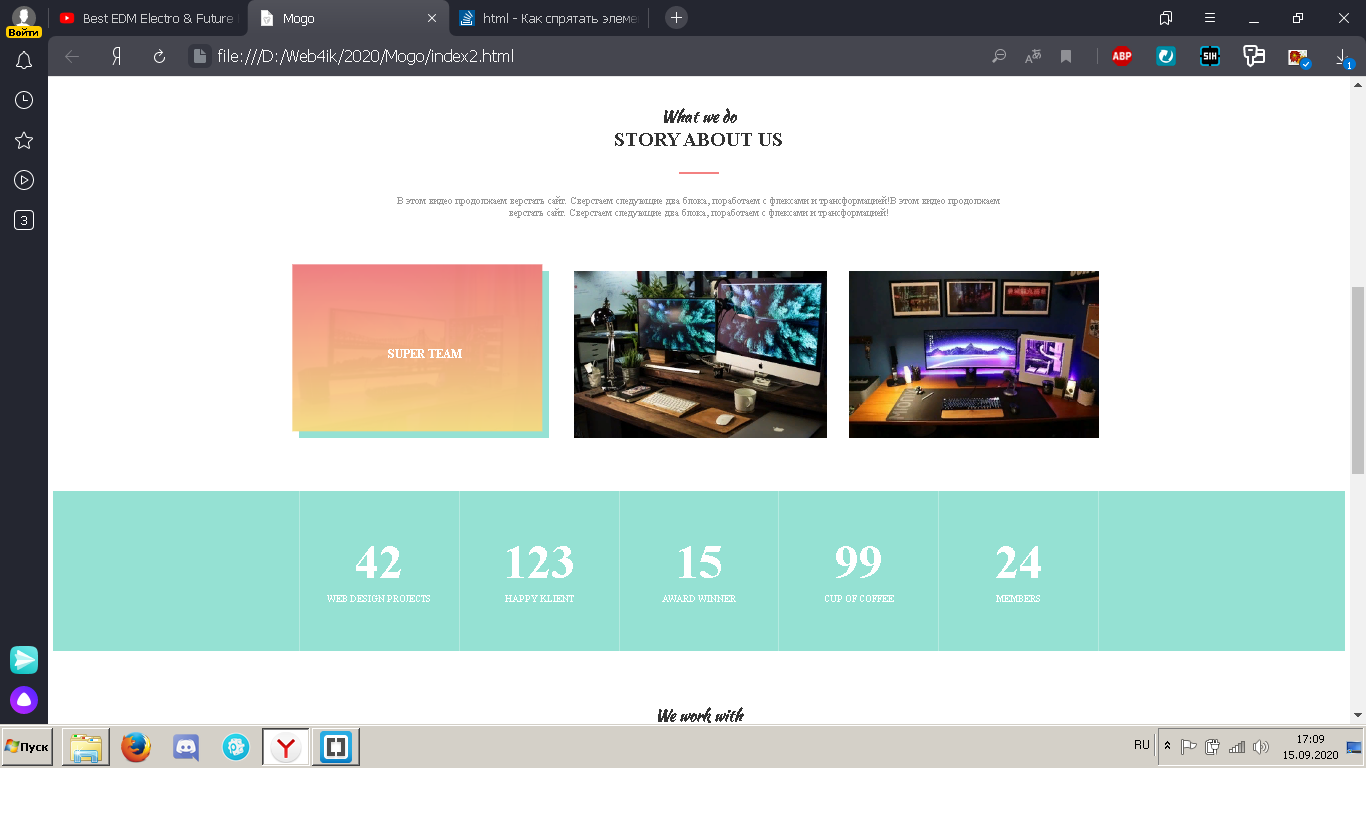 Best EDM Electro & Future
Mogo
html - Как спрятать элеме
Войти
file:///D:/Web4ik/2020/Mogo/index2.html
ABP
SIH
1
3
What we do
STORY ABOUT US
В этом видео продолжаем верстать сайт. Сверстаем следующие два блока, поработаем с флексами и трансформацией!В этом видео продолжаем
верстать сайт. Сверстаем следующие два блока, поработаем с флексами и трансформацией!
SUPER TEAM
42
123
15
99
24
WEB DESIGN PROJECTS
HAPPY KLIENT
AWARD WINNER
CUP OF COFFEE
MEMBERS
We work with
Пуск
RU
17:09
15.09.2020